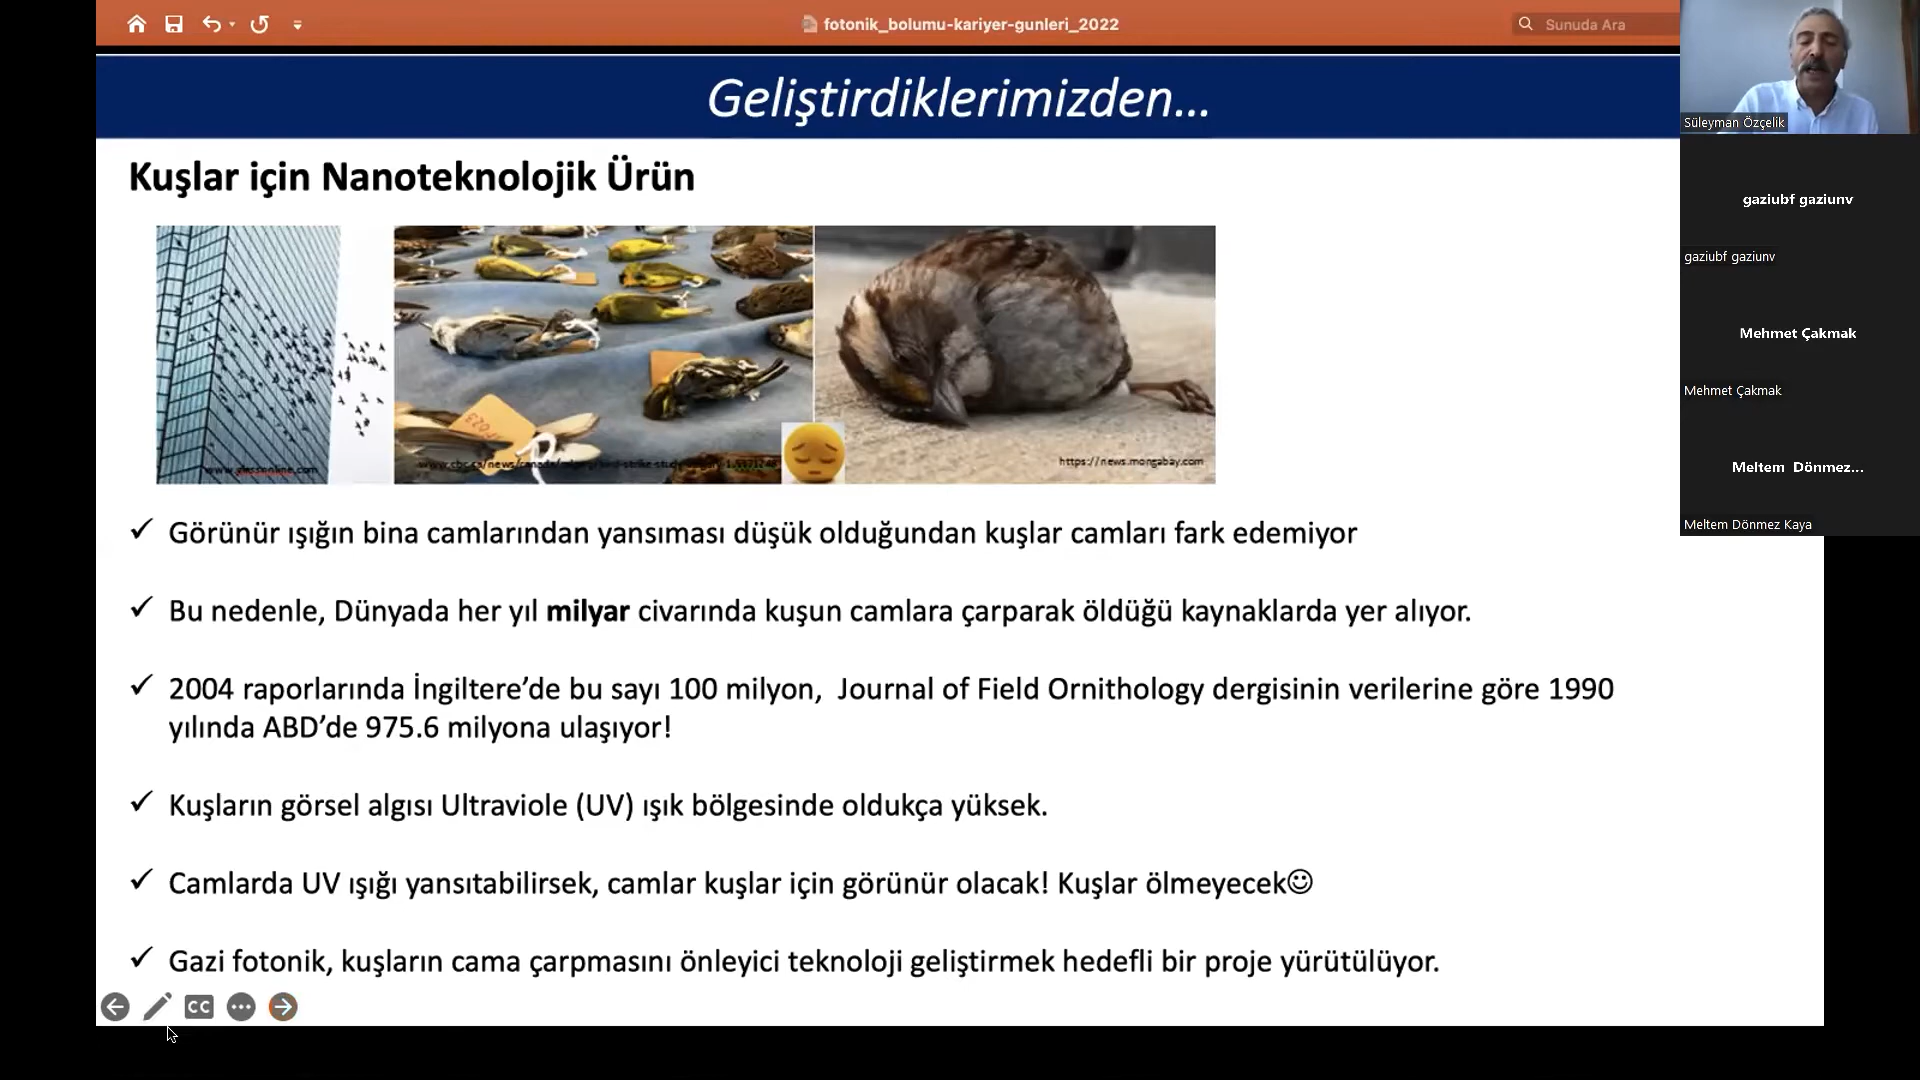 fotonik_bolumu-kariyer-gunleri_2022
Sunuda Ara
Geliştirdiklerimizden...
Kuşlar için Nanoteknolojik Ürün
www.glassonline.com
https://news.mongabay.com
✓ Görünür ışığın bina camlarından yansıması düşük olduğundan kuşlar camları fark edemiyor
✓ Bu nedenle, Dünyada her yıl milyar civarında kuşun camlara çarparak öldüğü kaynaklarda yer alıyor.
✓ 2004 raporlarında İngiltere’de bu sayı 100 milyon, Journal of Field Ornithology dergisinin verilerine göre 1990
yılında ABD’de 975.6 milyona ulaşıyor!
✓ Kuşların görsel algısı Ultraviole (UV) ışık bölgesinde oldukça yüksek.
✓ Camlarda UV ışığı yansıtabilirsek, camlar kuşlar için görünür olacak! Kuşlar ölmeyecek☺
✓ Gazi fotonik, kuşların cama çarpmasını önleyici teknoloji geliştirmek hedefli bir proje yürütülüyor.
CC
Süleyman Özçelik
gaziubf gaziunv
gaziubf gaziunv
Mehmet Çakmak
Mehmet Çakmak
Meltem Dönmez...
Meltem Dönmez Kaya